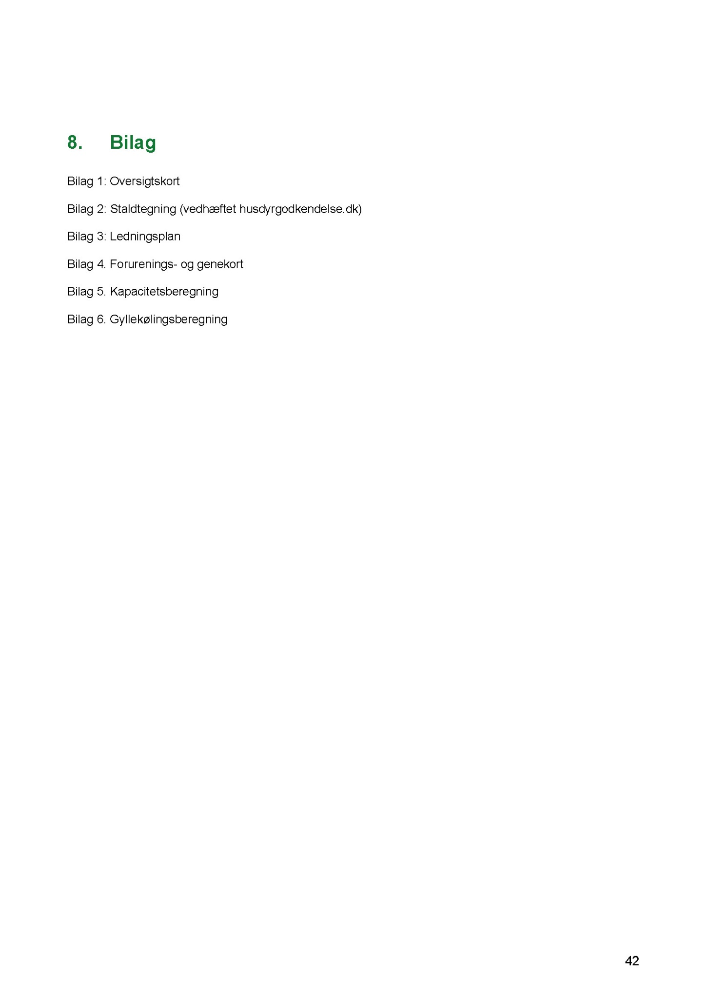 8. Bilag
Bilag 1: Oversigtskort
Bilag 2: Staldtegning (vedhæftet husdyrgodkendelse.dk)
Bilag 3: Ledningsplan
Bilag 4. Forurenings- og genekort
Bilag 5. Kapacitetsberegning
Bilag 6. Gyllekølingsberegning
42